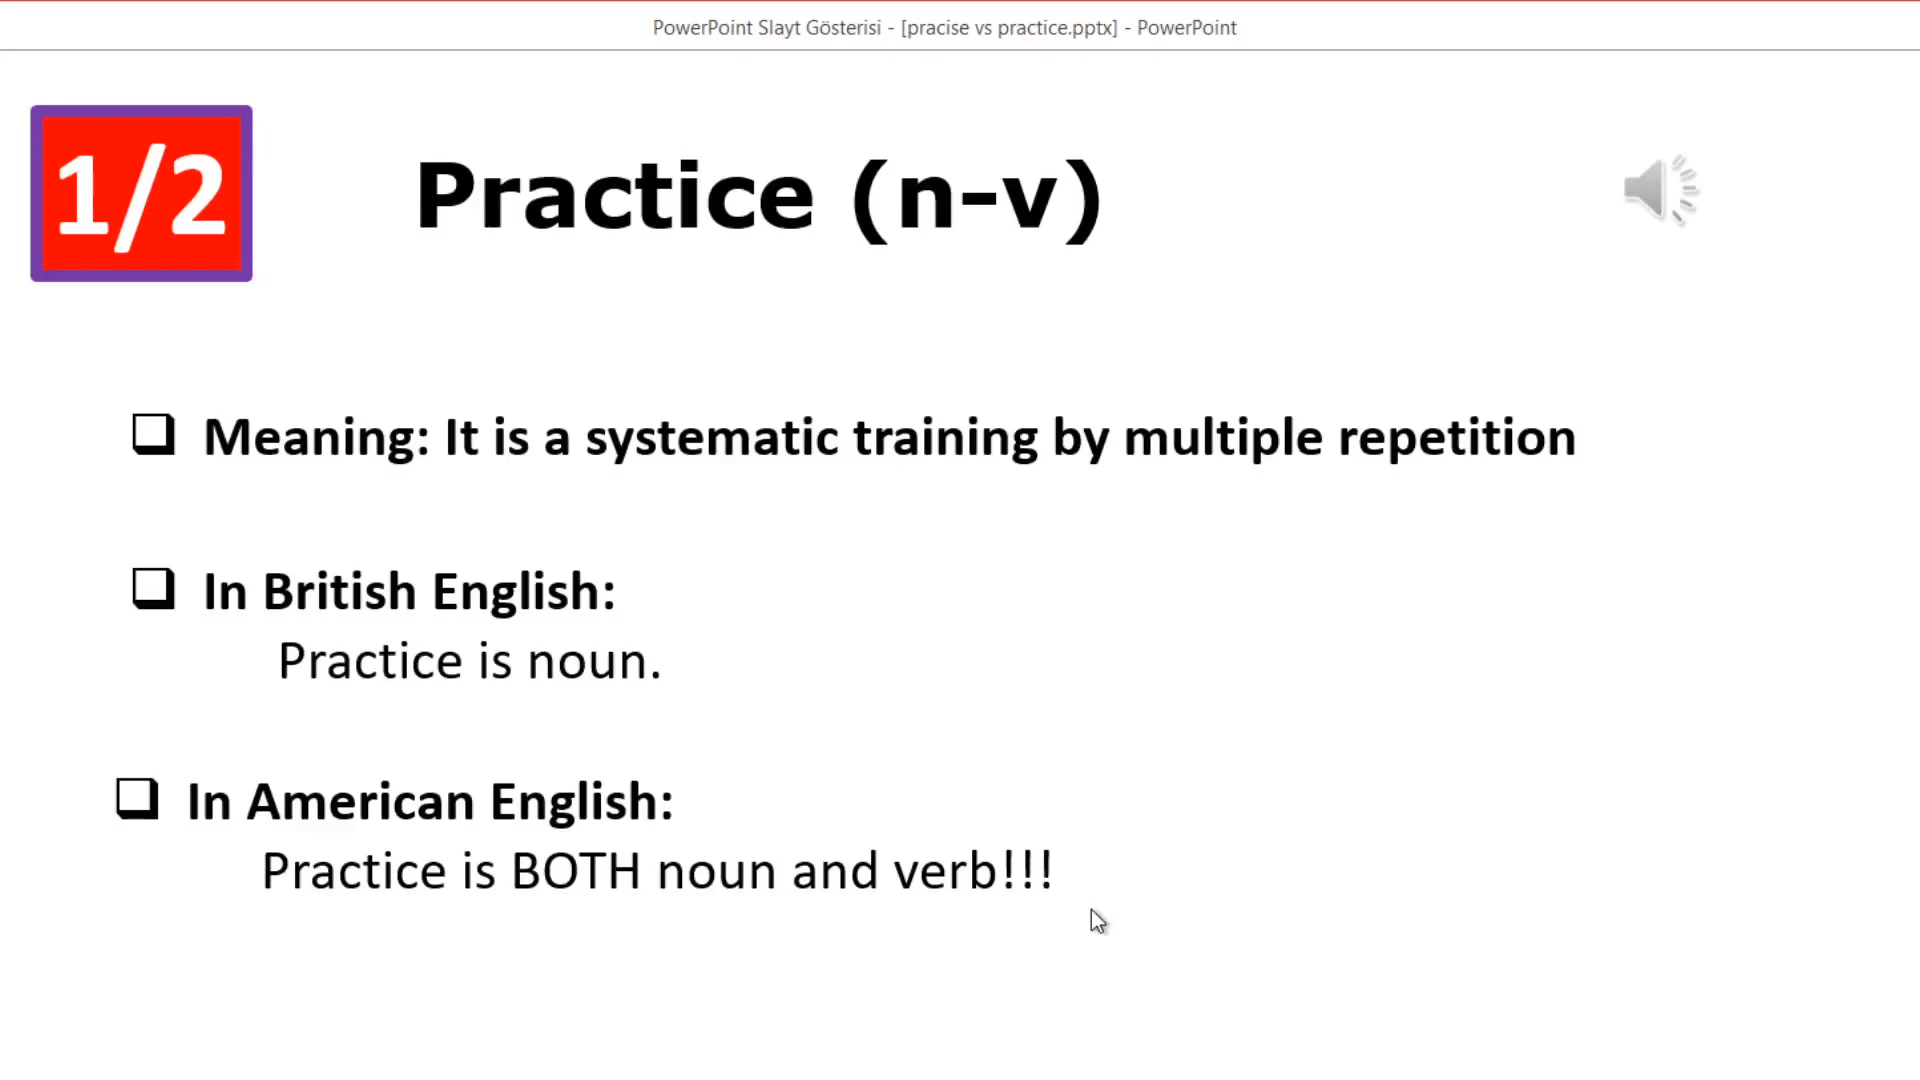 PowerPoint Slayt Gösterisi - [pracise vs practice.pptx] - PowerPoint
1/2
Practice (n-v)
Meaning: It is a systematic training by multiple repetition
In British English:
Practice is noun.
In American English:
Practice is BOTH noun and verb!!!